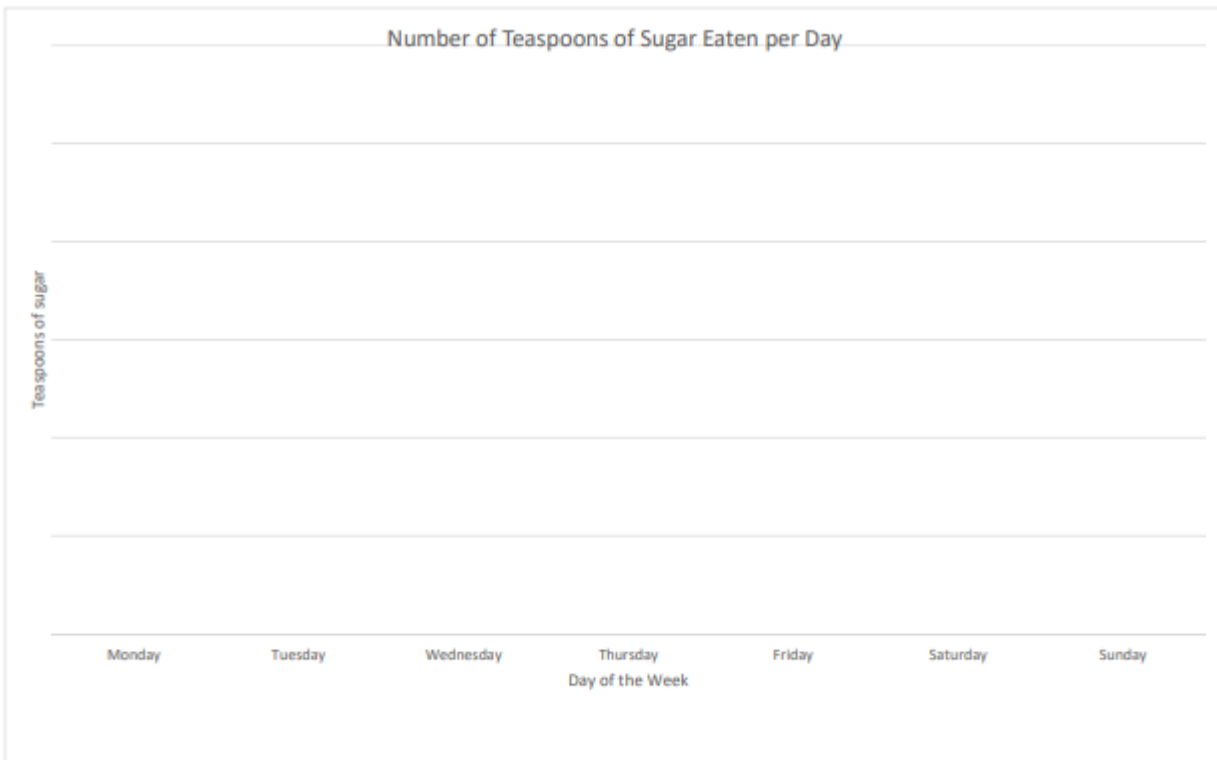 Number of Teaspoons of Sugar Eaten per Day
Teaspoons of sugar
Monday Tuesday Wednesday Thursday Friday Saturday Sunday
Day of the Week